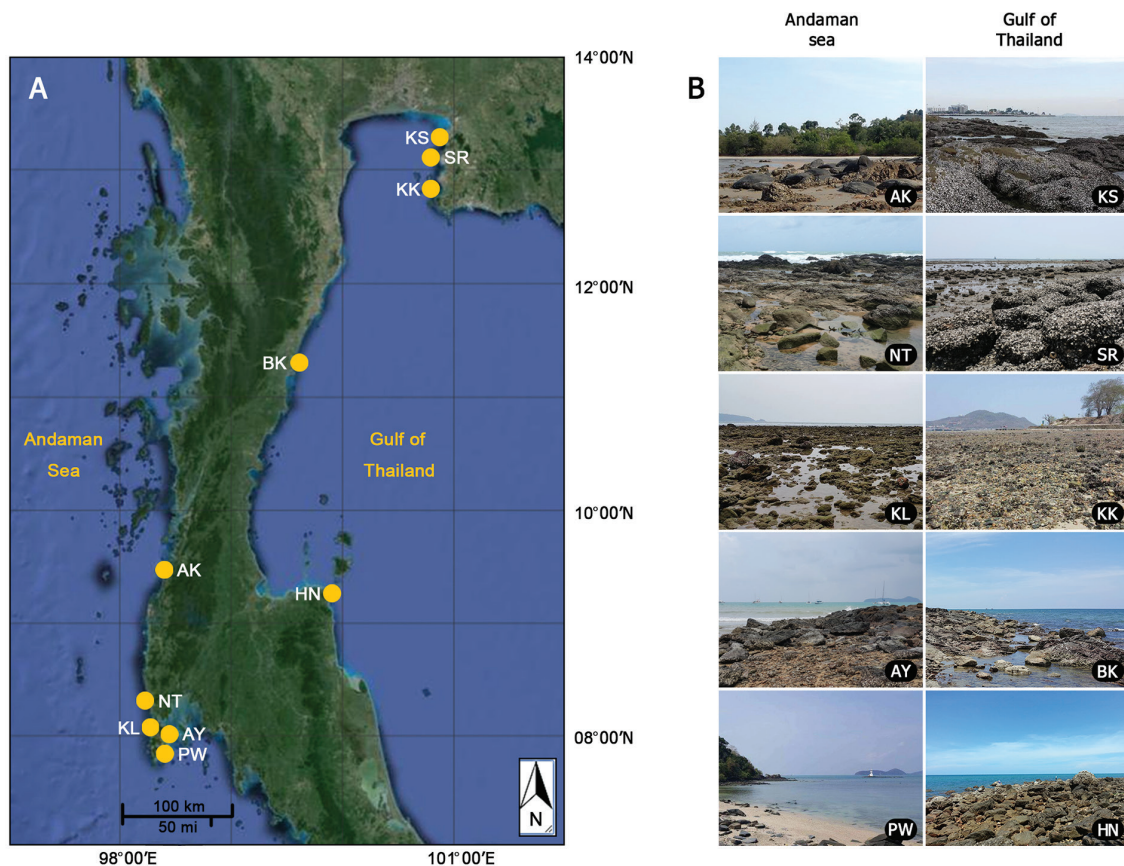 A
14°00'N
KS
SR
KK
12°00'N
BK
Andaman
Sea
Gulf of
Thailand
10°00'N
AK
HN
NT
KL
AY
PW
08°00'N
100 km
50 mi
N
98°00'E
101°00'E
B
Andaman
sea
Gulf of
Thailand
AK
KS
NT
SR
KL
KK
AY
BK
PW
HN